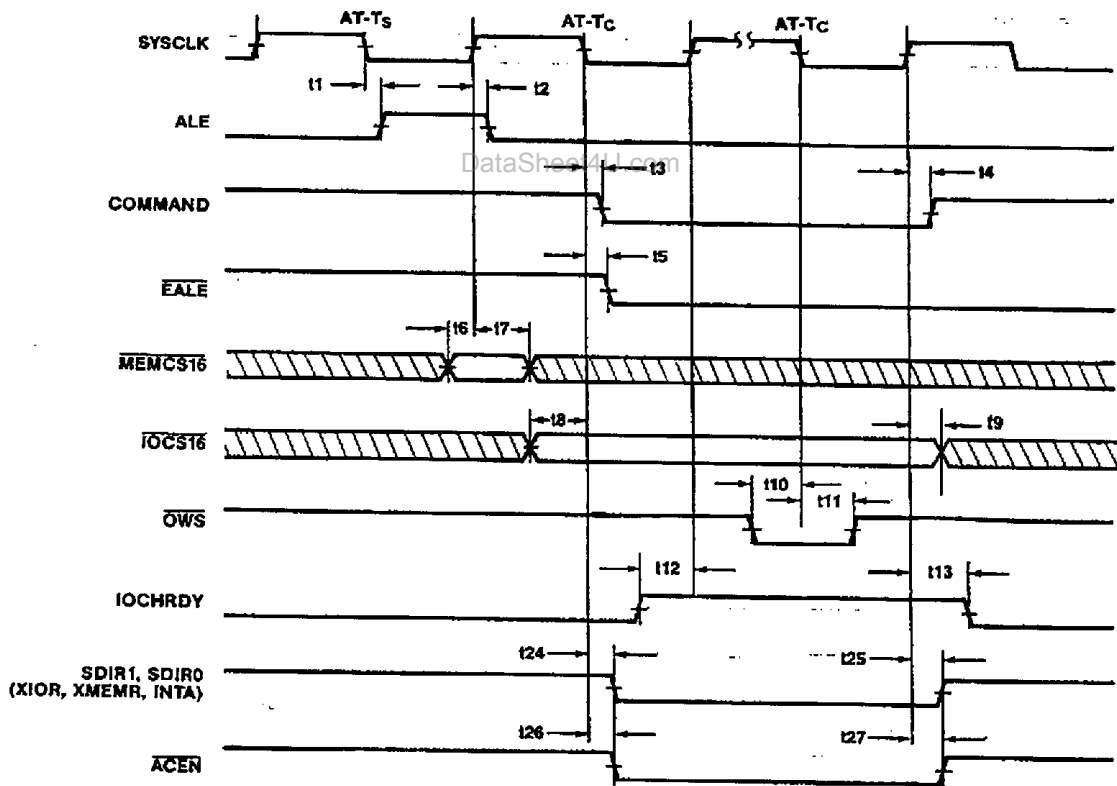 AT-TS AT-TC AT-TC
SYSCLK
t1 t2
ALE
DataSheet4U.com
t3 t4
COMMAND
t5
EALE
t6 t7
MEMCS16
t8 t9
IOCS16
t10 t11
OWS
t12 t13
IOCHRDY
t24 t25
SDIR1, SDIR0
(XIOR, XMEMR, INTA)
t26 t27
ACEN